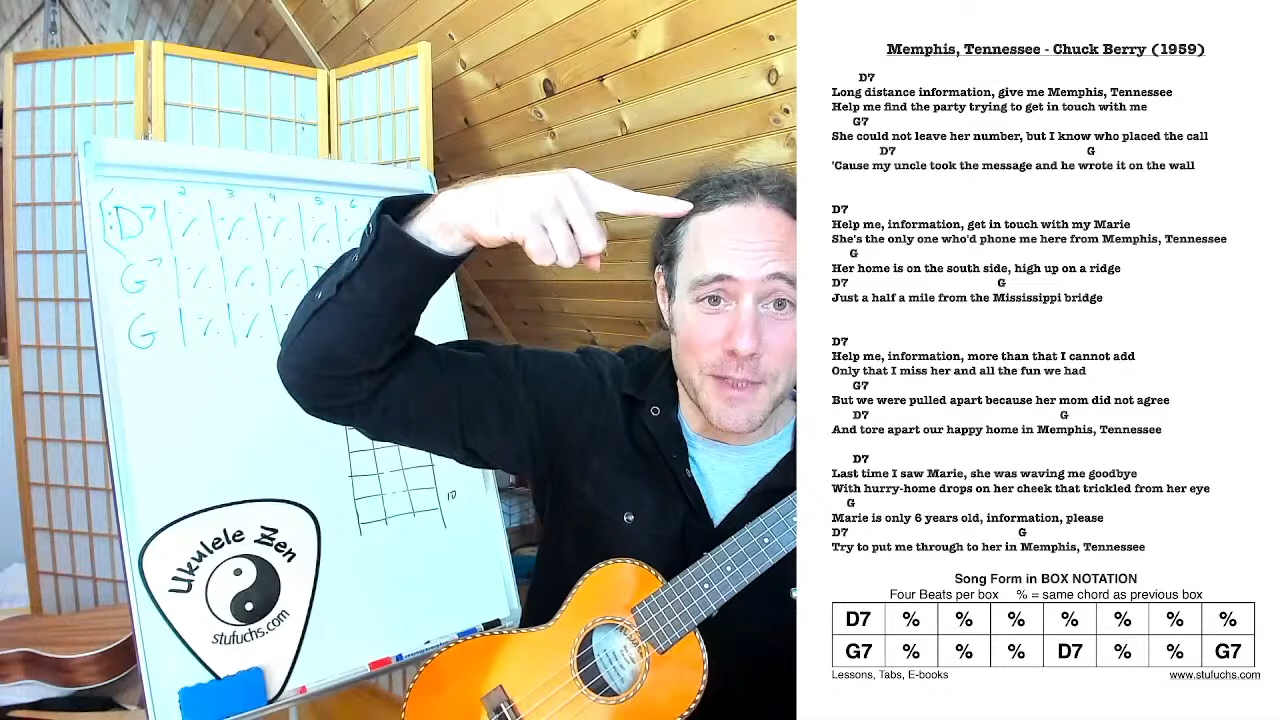 2 3 4 5 6
D7 % % % %
G7 % % %
G % %
10
Ukulele Zen
stufuchs.com
Memphis, Tennessee - Chuck Berry (1959)
D7
Long distance information, give me Memphis, Tennessee
Help me find the party trying to get in touch with me
G7
She could not leave her number, but I know who placed the call
D7 G
'Cause my uncle took the message and he wrote it on the wall
D7
Help me, information, get in touch with my Marie
She's the only one who'd phone me here from Memphis, Tennessee
G
Her home is on the south side, high up on a ridge
D7 G
Just a half a mile from the Mississippi bridge
D7
Help me, information, more than that I cannot add
Only that I miss her and all the fun we had
G7
But we were pulled apart because her mom did not agree
D7 G
And tore apart our happy home in Memphis, Tennessee
D7
Last time I saw Marie, she was waving me goodbye
With hurry-home drops on her cheek that trickled from her eye
G
Marie is only 6 years old, information, please
D7 G
Try to put me through to her in Memphis, Tennessee
Song Form in BOX NOTATION
Four Beats per box % = same chord as previous box
D7 % % % % % % %
G7 % % % D7 % % G7
Lessons, Tabs, E-books www.stufuchs.com